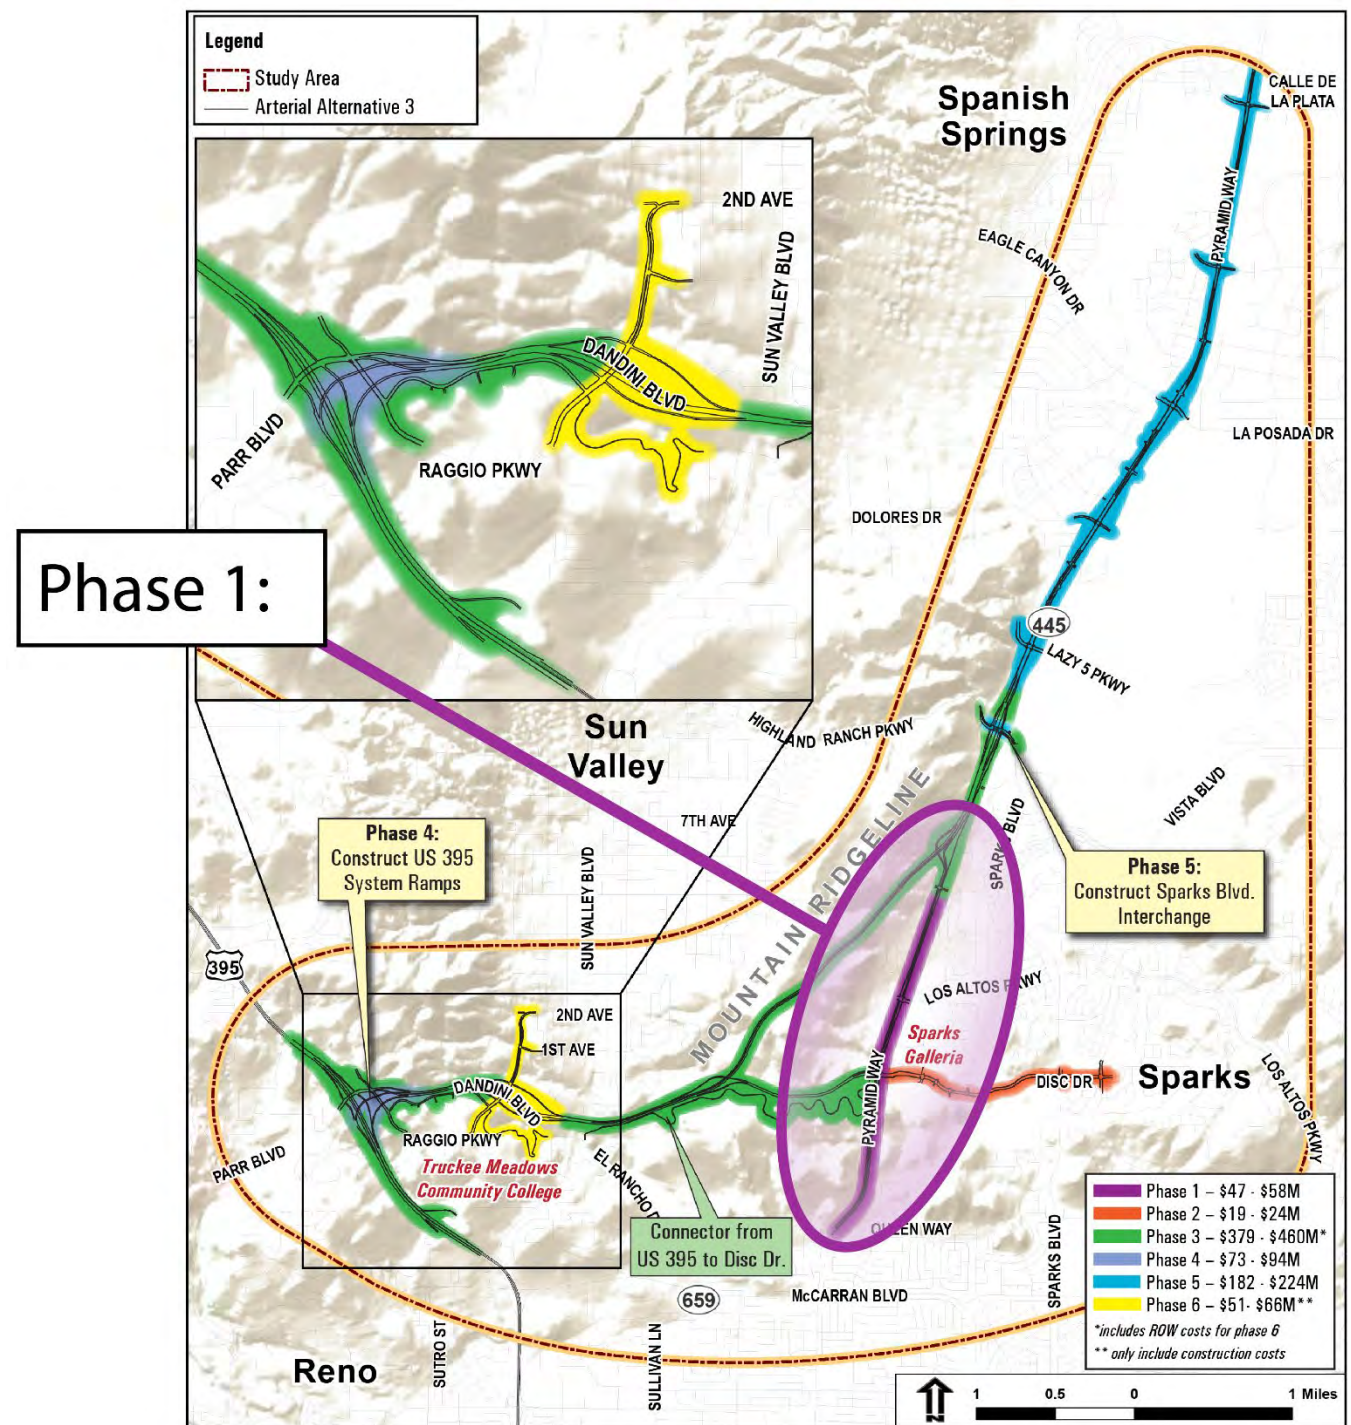 Legend
Study Area
Arterial Alternative 3
Spanish
Springs
CALLE DE
LA PLATA
PYRAMID WAY
EAGLE CANYON DR
LA POSADA DR
DOLORES DR
2ND AVE
SUN VALLEY BLVD
DANDINI BLVD
PARR BLVD
RAGGIO PKWY
Phase 1:
445
LAZY 5 PKWY
Sun
Valley
HIGHLAND RANCH PKWY
7TH AVE
MOUNTAIN RIDGELINE
SPARKS BLVD
VISTA BLVD
Phase 4:
Construct US 395
System Ramps
SUN VALLEY BLVD
Phase 5:
Construct Sparks Blvd.
Interchange
395
LOS ALTOS PKWY
2ND AVE
1ST AVE
Sparks
Galleria
PYRAMID WAY
DISC DR
Sparks
LOS ALTOS PKWY
DANDINI BLVD
RAGGIO PKWY
PARR BLVD
Truckee Meadows
Community College
EL RANCHO D
Connector from
US 395 to Disc Dr.
QUEEN WAY
659
McCARRAN BLVD
SPARKS BLVD
SUTRO ST
SULLIVAN LN
Reno
Phase 1 – $47 - $58M
Phase 2 – $19 - $24M
Phase 3 – $379 - $460M*
Phase 4 – $73 - $94M
Phase 5 – $182 - $224M
Phase 6 – $51- $66M**
*includes ROW costs for phase 6
** only include construction costs
N
1 0.5 0 1 Miles